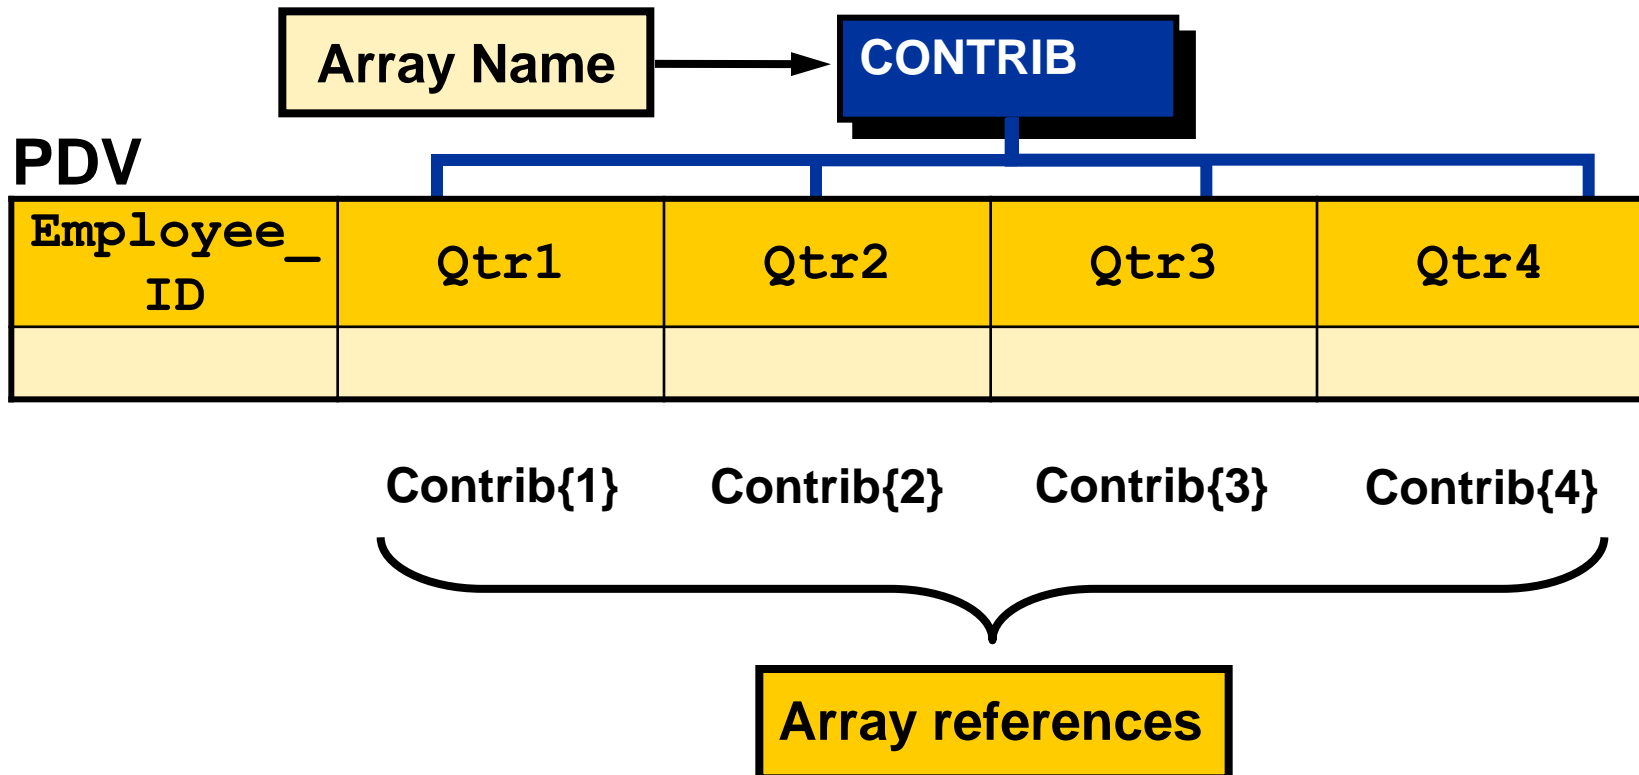 Array Name
CONTRIB
PDV
Employee_
ID
Qtr1
Qtr2
Qtr3
Qtr4
Contrib{1}
Contrib{2}
Contrib{3}
Contrib{4}
Array references